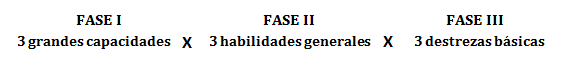 FASE I FASE II FASE III
3 grandes capacidades X 3 habilidades generales X 3 destrezas básicas